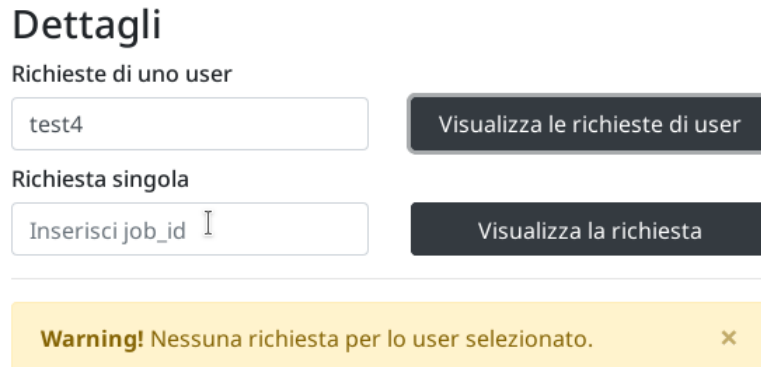 Dettagli
Richieste di uno user
test4
Visualizza le richieste di user
Richiesta singola
Inserisci job_id
Visualizza la richiesta
Warning! Nessuna richiesta per lo user selezionato. ×